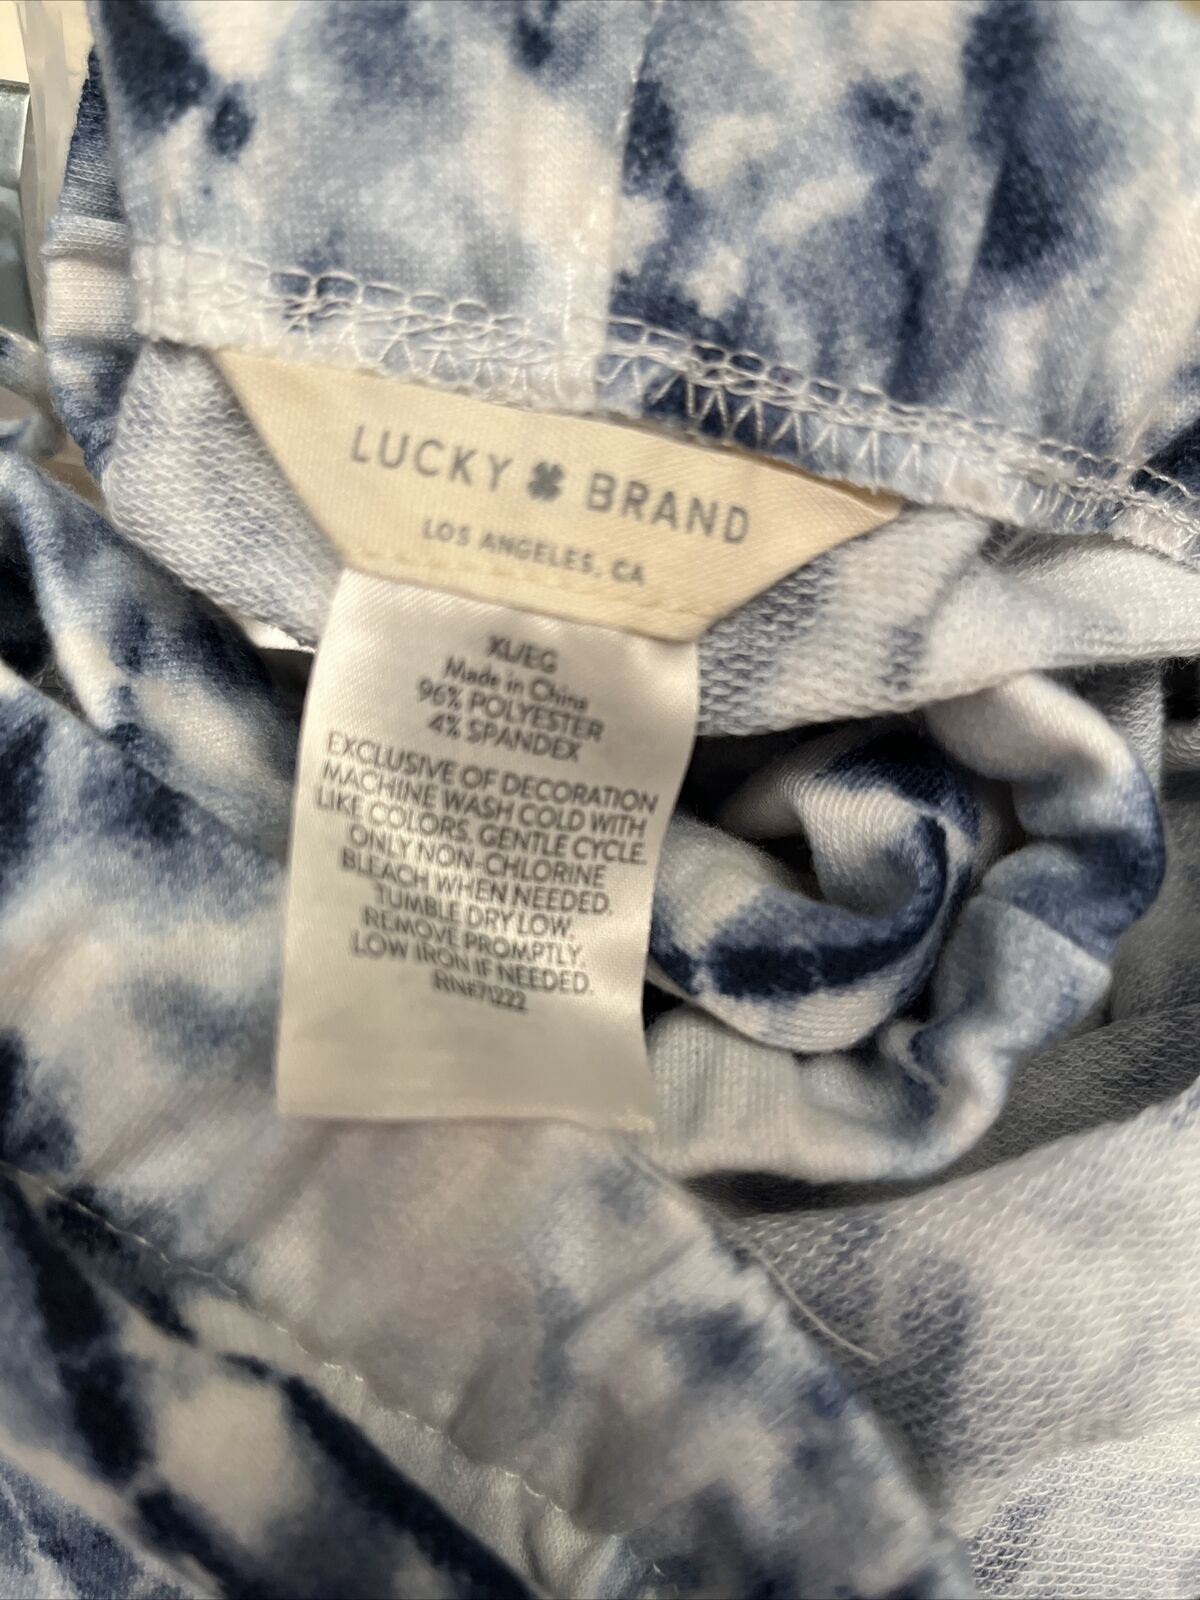 LUCKY BRAND
LOS ANGELES, CA
XL/EG
Made in China
96% POLYESTER
4% SPANDEX
EXCLUSIVE OF DECORATION
MACHINE WASH COLD WITH
LIKE COLORS, GENTLE CYCLE.
ONLY NON-CHLORINE
BLEACH WHEN NEEDED.
TUMBLE DRY LOW.
REMOVE PROMPTLY.
LOW IRON IF NEEDED.
RN#71222